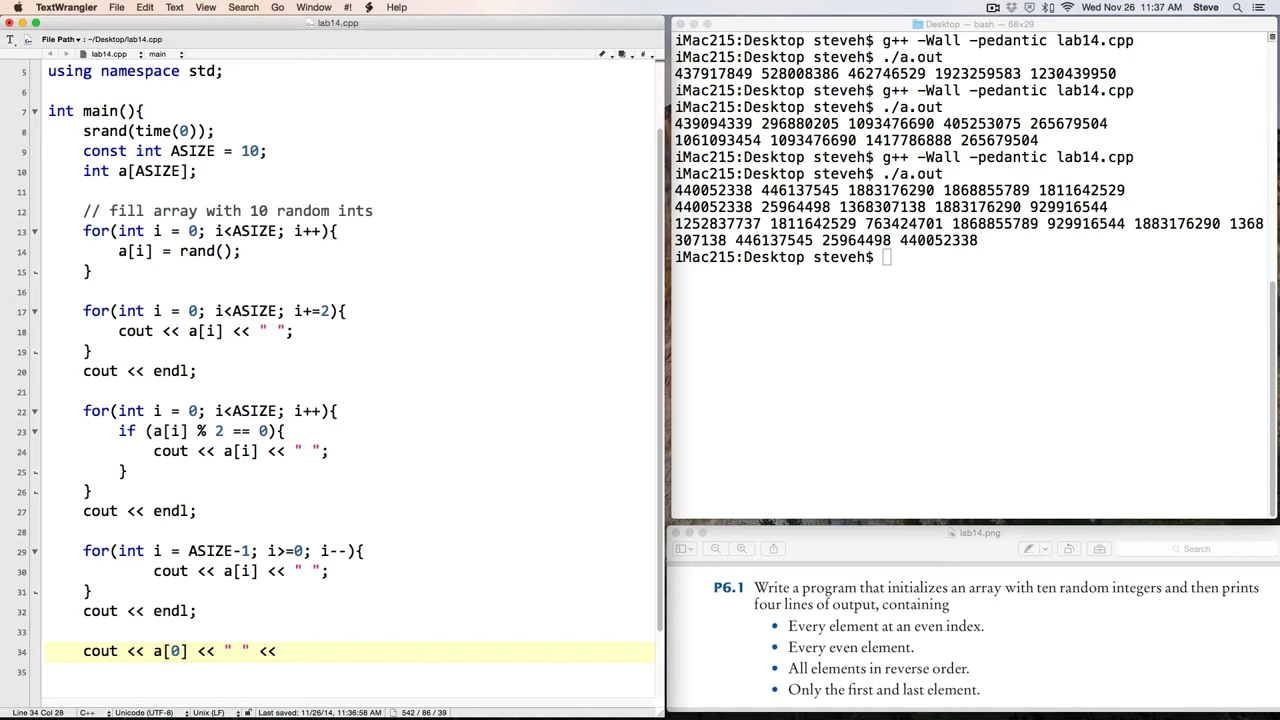 TextWrangler File Edit Text View Search Go Window #! Help Wed Nov 26 11:37 AM Steve
lab14.cpp
File Path : ~/Desktop/lab14.cpp
lab14.cpp main
5 using namespace std;
6
7 int main(){
8 srand(time(0));
9 const int ASIZE = 10;
10 int a[ASIZE];
11
12 // fill array with 10 random ints
13 for(int i = 0; i<ASIZE; i++){
14 a[i] = rand();
15 }
16
17 for(int i = 0; i<ASIZE; i+=2){
18 cout << a[i] << " ";
19 }
20 cout << endl;
21
22 for(int i = 0; i<ASIZE; i++){
23 if (a[i] % 2 == 0){
24 cout << a[i] << " ";
25 }
26 }
27 cout << endl;
28
29 for(int i = ASIZE-1; i>=0; i--){
30 cout << a[i] << " ";
31 }
32 cout << endl;
33
34 cout << a[0] << " " <<
35
Line 34 Col 28 C++ Unicode (UTF-8) Unix (LF) Last saved: 11/26/14, 11:36:58 AM 542 / 86 / 39
Desktop — bash — 68×29
iMac215:Desktop steveh$ g++ -Wall -pedantic lab14.cpp
iMac215:Desktop steveh$ ./a.out
437917849 528008386 462746529 1923259583 1230439950
iMac215:Desktop steveh$ g++ -Wall -pedantic lab14.cpp
iMac215:Desktop steveh$ ./a.out
439094339 296880205 1093476690 405253075 265679504
1061093454 1093476690 1417786888 265679504
iMac215:Desktop steveh$ g++ -Wall -pedantic lab14.cpp
iMac215:Desktop steveh$ ./a.out
440052338 446137545 1883176290 1868855789 1811642529
440052338 25964498 1368307138 1883176290 929916544
1252837737 1811642529 763424701 1868855789 929916544 1883176290 1368
307138 446137545 25964498 440052338
iMac215:Desktop steveh$
lab14.png
Search
P6.1 Write a program that initializes an array with ten random integers and then prints
four lines of output, containing
• Every element at an even index.
• Every even element.
• All elements in reverse order.
• Only the first and last element.